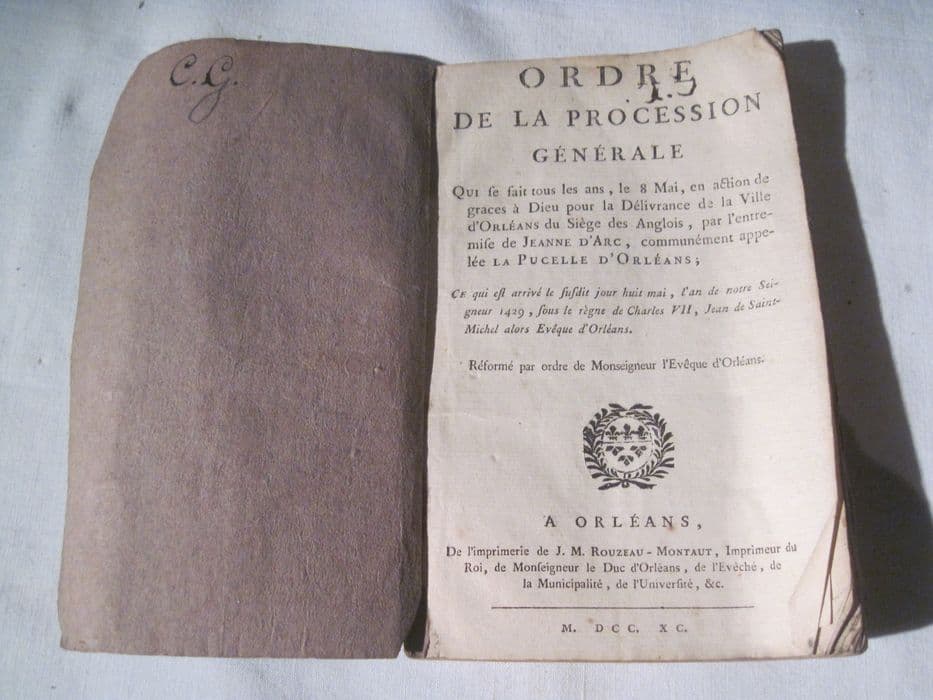 C. G.
ORDRE
DE LA PROCESSION
GÉNÉRALE
QUI ſe fait tous les ans, le 8 Mai, en action de
graces à Dieu pour la Délivrance de la Ville
d'ORLÉANS du Siège des Anglois, par l'entre-
miſe de JEANNE D'ARC, communément appe-
lée LA PUCELLE D'ORLÉANS;
CE qui eſt arrivé le ſuſdit jour huit mai, l'an de notre Sei-
gneur 1429, ſous le règne de Charles VII, Jean de Saint-
Michel alors Evêque d'Orléans.
Réformé par ordre de Monseigneur l'Evêque d'Orléans.
A ORLÉANS,
De l'imprimerie de J. M. ROUZEAU-MONTAUT, Imprimeur du
Roi, de Monſeigneur le Duc d'Orléans, de l'Evêché, de
la Municipalité, de l'Univerſité, &c.
M. DCC. XC.